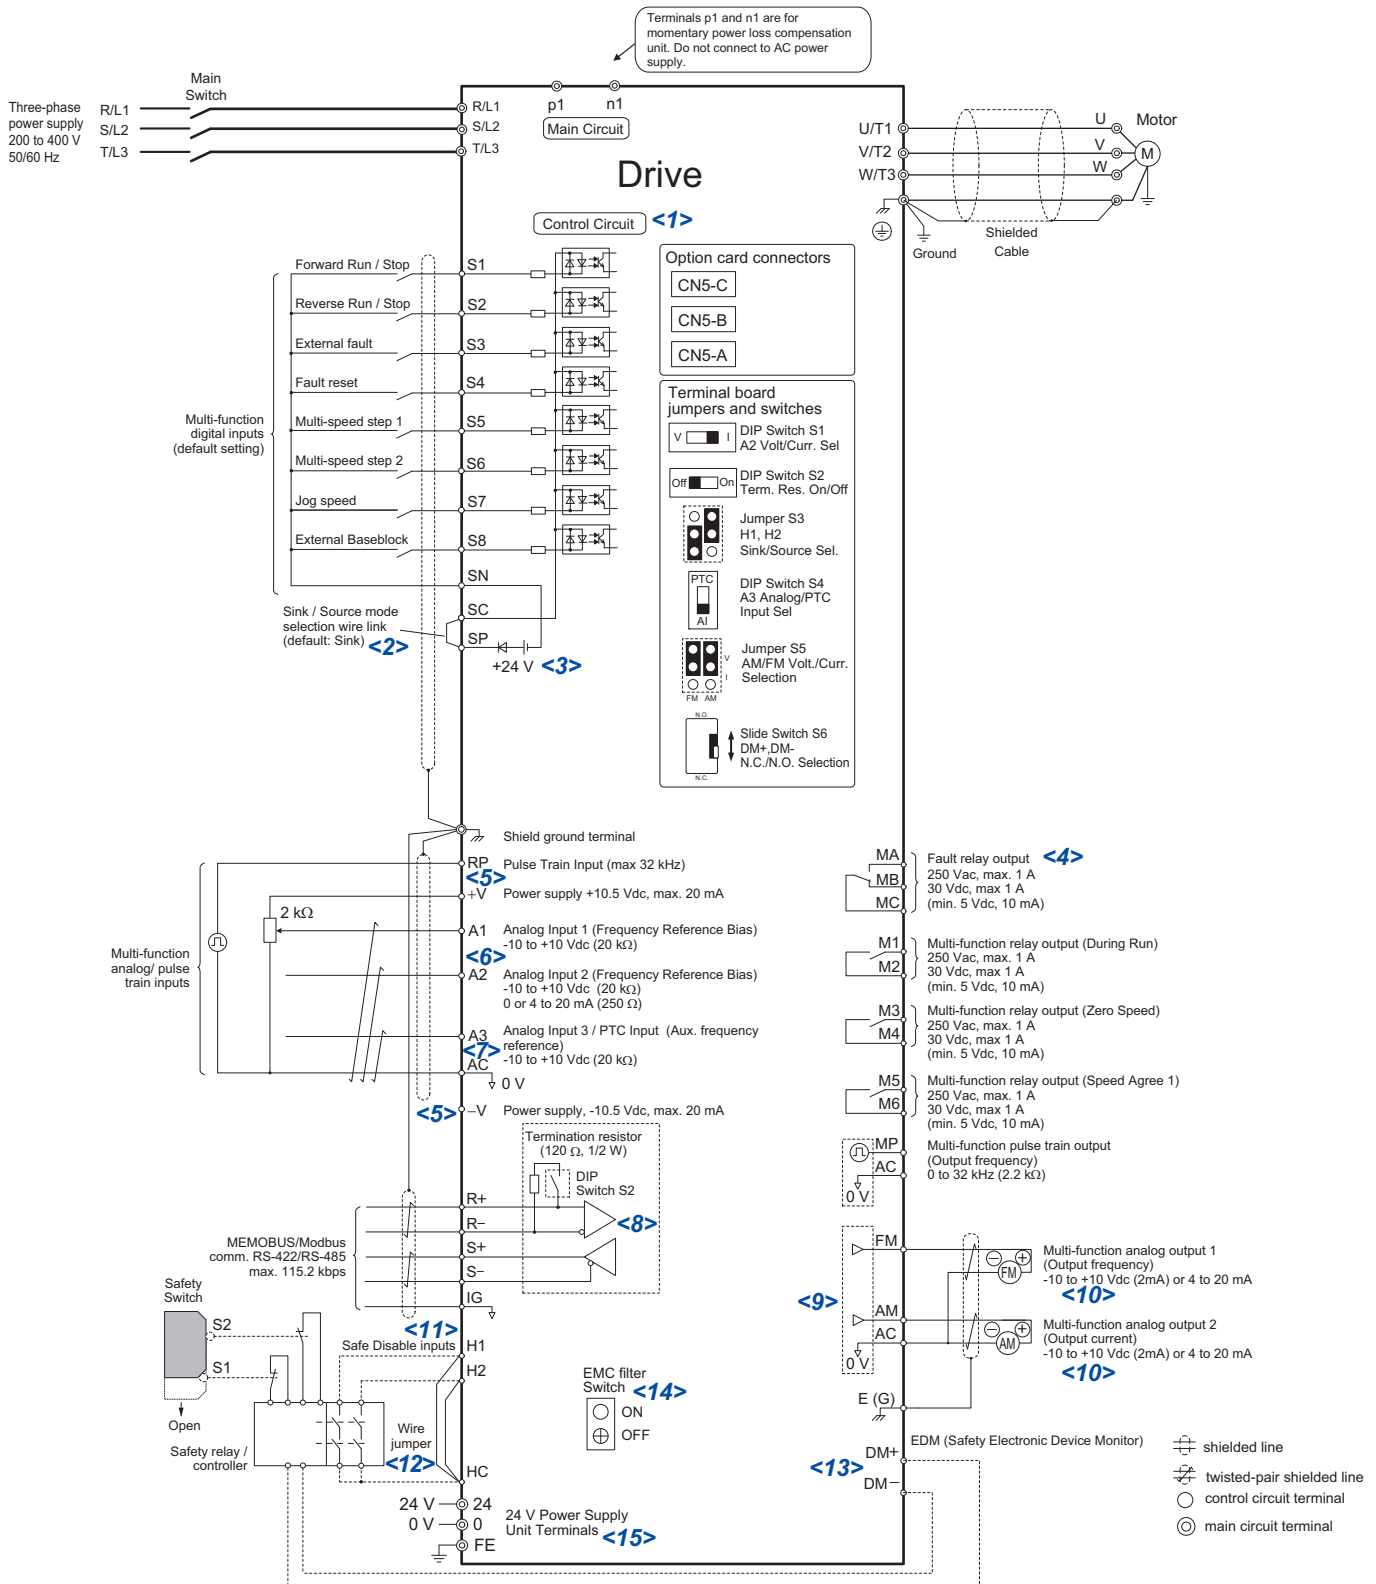 Terminals p1 and n1 are for
momentary power loss compensation
unit. Do not connect to AC power
supply.
Main
Switch
Three-phase
power supply
200 to 400 V
50/60 Hz
R/L1
S/L2
T/L3
R/L1
S/L2
T/L3
p1
n1
Main Circuit
Drive
U/T1
V/T2
W/T3
U
V
W
Motor
M
Ground
Shielded
Cable
Control Circuit
<1>
Multi-function
digital inputs
(default setting)
Forward Run / Stop
S1
Reverse Run / Stop
S2
External fault
S3
Fault reset
S4
Multi-speed step 1
S5
Multi-speed step 2
S6
Jog speed
S7
External Baseblock
S8
SN
SC
SP
Sink / Source mode
selection wire link
(default: Sink)
<2>
+24 V
<3>
Option card connectors
CN5-C
CN5-B
CN5-A
Terminal board
jumpers and switches
V
I
DIP Switch S1
A2 Volt/Curr. Sel
Off
On
DIP Switch S2
Term. Res. On/Off
Jumper S3
H1, H2
Sink/Source Sel.
PTC
AI
DIP Switch S4
A3 Analog/PTC
Input Sel
V
I
FM
AM
Jumper S5
AM/FM Volt./Curr.
Selection
N.O.
N.C.
Slide Switch S6
DM+,DM-
N.C./N.O. Selection
Shield ground terminal
Multi-function
analog/ pulse
train inputs
2 kΩ
RP
<5>
Pulse Train Input (max 32 kHz)
+V
Power supply +10.5 Vdc, max. 20 mA
A1
Analog Input 1 (Frequency Reference Bias)
-10 to +10 Vdc (20 kΩ)
<6>
A2
Analog Input 2 (Frequency Reference Bias)
-10 to +10 Vdc (20 kΩ)
0 or 4 to 20 mA (250 Ω)
A3
<7>
Analog Input 3 / PTC Input (Aux. frequency
reference)
-10 to +10 Vdc (20 kΩ)
AC
0 V
<5>
−V
Power supply, -10.5 Vdc, max. 20 mA
Termination resistor
(120 Ω, 1/2 W)
DIP
Switch S2
<8>
MEMOBUS/Modbus
comm. RS-422/RS-485
max. 115.2 kbps
R+
R−
S+
S−
IG
<11>
Safety
Switch
S2
S1
Open
Safety relay /
controller
Safe Disable inputs
H1
H2
Wire
jumper
<12>
HC
EMC filter
Switch
<14>
ON
OFF
24 V
24
0 V
0
FE
24 V Power Supply
Unit Terminals
<15>
MA
MB
MC
Fault relay output
<4>
250 Vac, max. 1 A
30 Vdc, max 1 A
(min. 5 Vdc, 10 mA)
M1
M2
Multi-function relay output (During Run)
250 Vac, max. 1 A
30 Vdc, max 1 A
(min. 5 Vdc, 10 mA)
M3
M4
Multi-function relay output (Zero Speed)
250 Vac, max. 1 A
30 Vdc, max 1 A
(min. 5 Vdc, 10 mA)
M5
M6
Multi-function relay output (Speed Agree 1)
250 Vac, max. 1 A
30 Vdc, max 1 A
(min. 5 Vdc, 10 mA)
MP
AC
0 V
Multi-function pulse train output
(Output frequency)
0 to 32 kHz (2.2 kΩ)
<9>
FM
FM
Multi-function analog output 1
(Output frequency)
-10 to +10 Vdc (2mA) or 4 to 20 mA
<10>
AM
AC
0 V
AM
Multi-function analog output 2
(Output current)
-10 to +10 Vdc (2mA) or 4 to 20 mA
<10>
E (G)
<13>
DM+
DM−
EDM (Safety Electronic Device Monitor)
shielded line
twisted-pair shielded line
control circuit terminal
main circuit terminal